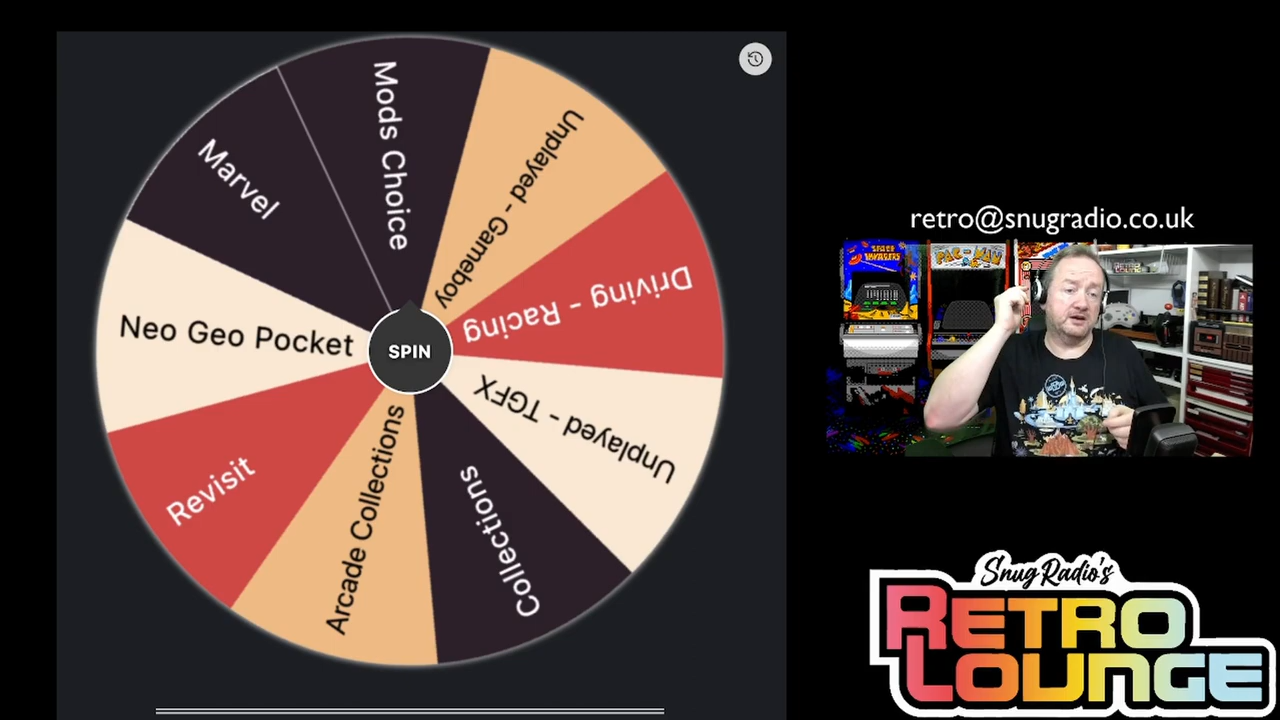 Mods Choice
Unplayed - Gameboy
Driving - Racing
Unplayed - TGFX
Collections
Arcade Collections
Revisit
Neo Geo Pocket
Marvel
SPIN
retro@snugradio.co.uk
SPACE
INVADERS
PAC-MAN
Snug Radio's
RETRO
LOUNGE